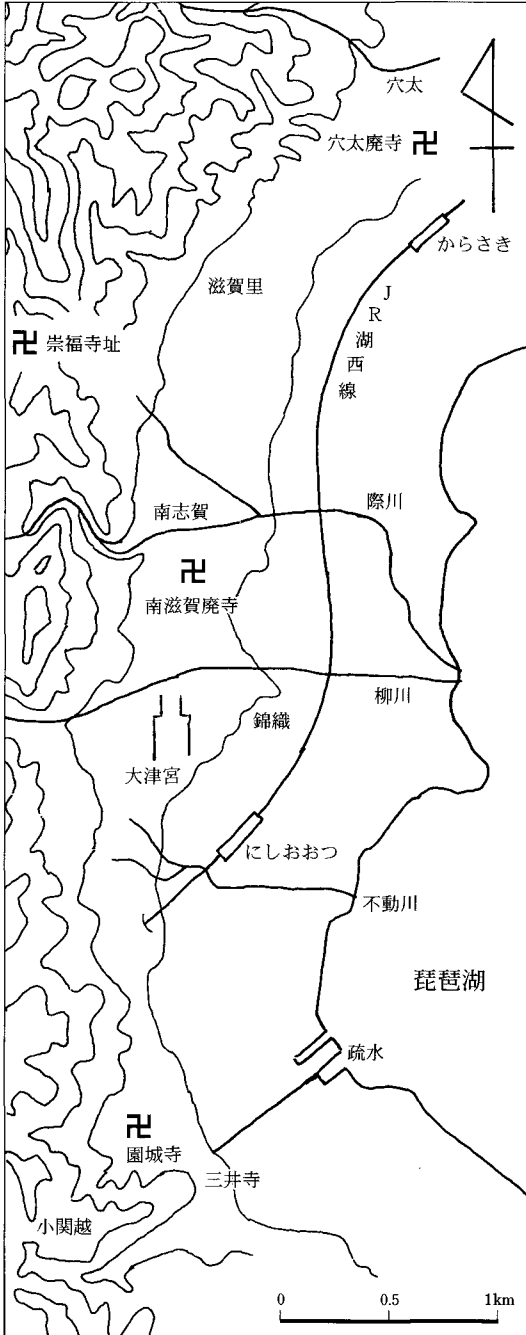 穴太
穴太廃寺
からさき
滋賀里
JR湖西線
崇福寺址
南志賀
際川
南滋賀廃寺
柳川
錦織
大津宮
にしおおつ
不動川
琵琶湖
疏水
園城寺
三井寺
小関越
0 0.5 1km